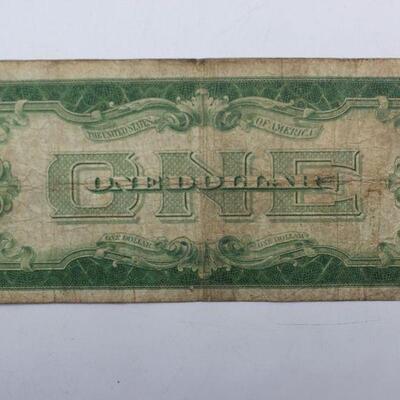 THE UNITED STATES OF AMERICA
ONE
ONE DOLLAR
ONE DOLLAR ONE DOLLAR